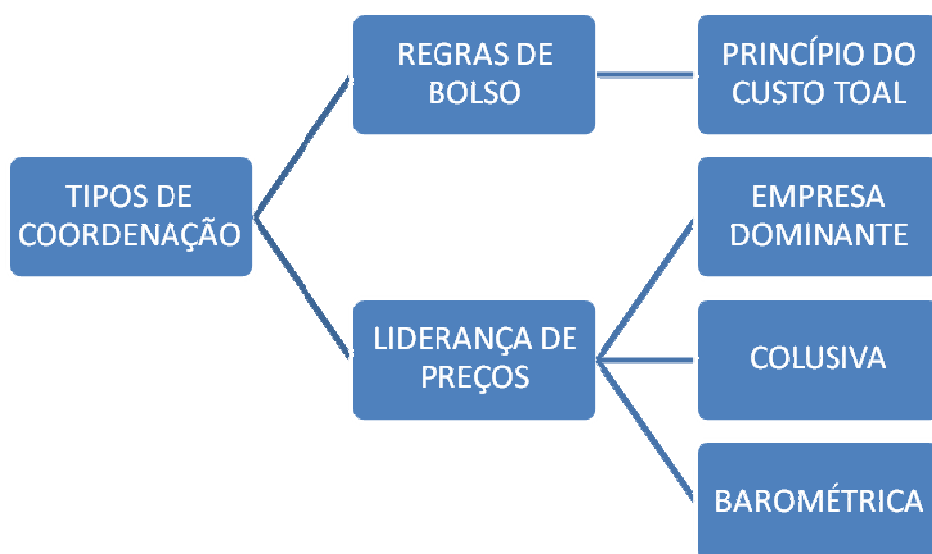 TIPOS DE
COORDENAÇÃO
REGRAS DE
BOLSO
PRINCÍPIO DO
CUSTO TOAL
LIDERANÇA DE
PREÇOS
EMPRESA
DOMINANTE
COLUSIVA
BAROMÉTRICA